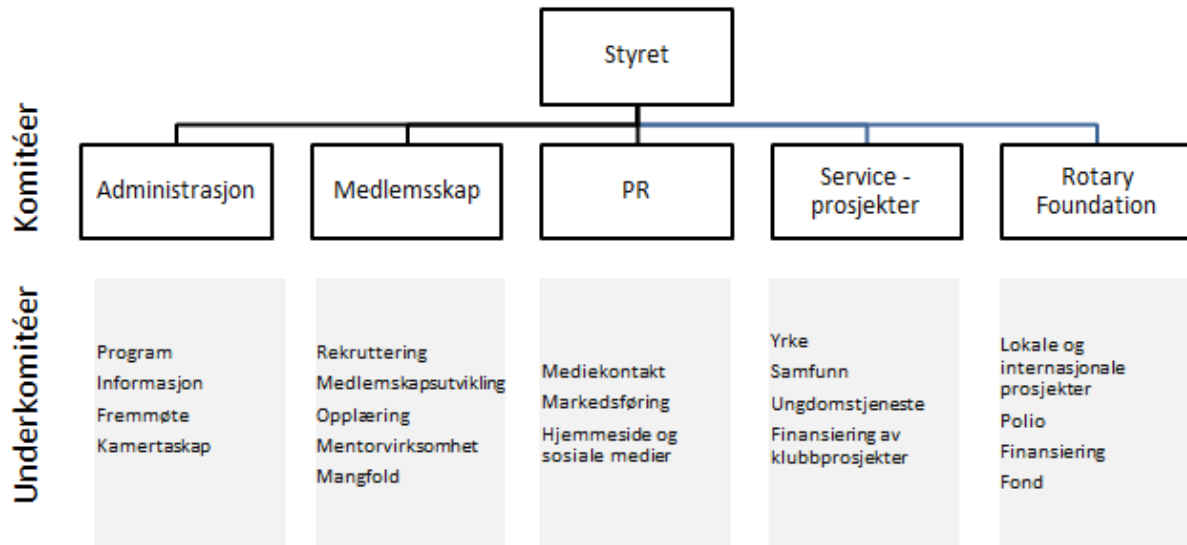 Styret
Komitéer
Administrasjon
Medlemsskap
PR
Service -
prosjekter
Rotary
Foundation
Underkomitéer
Program
Informasjon
Fremmøte
Kamertaskap
Rekruttering
Medlemskapsutvikling
Opplæring
Mentorvirksomhet
Mangfold
Mediekontakt
Markedsføring
Hjemmeside og
sosiale medier
Yrke
Samfunn
Ungdomstjeneste
Finansiering av
klubbprosjekter
Lokale og
internasjonale
prosjekter
Polio
Finansiering
Fond